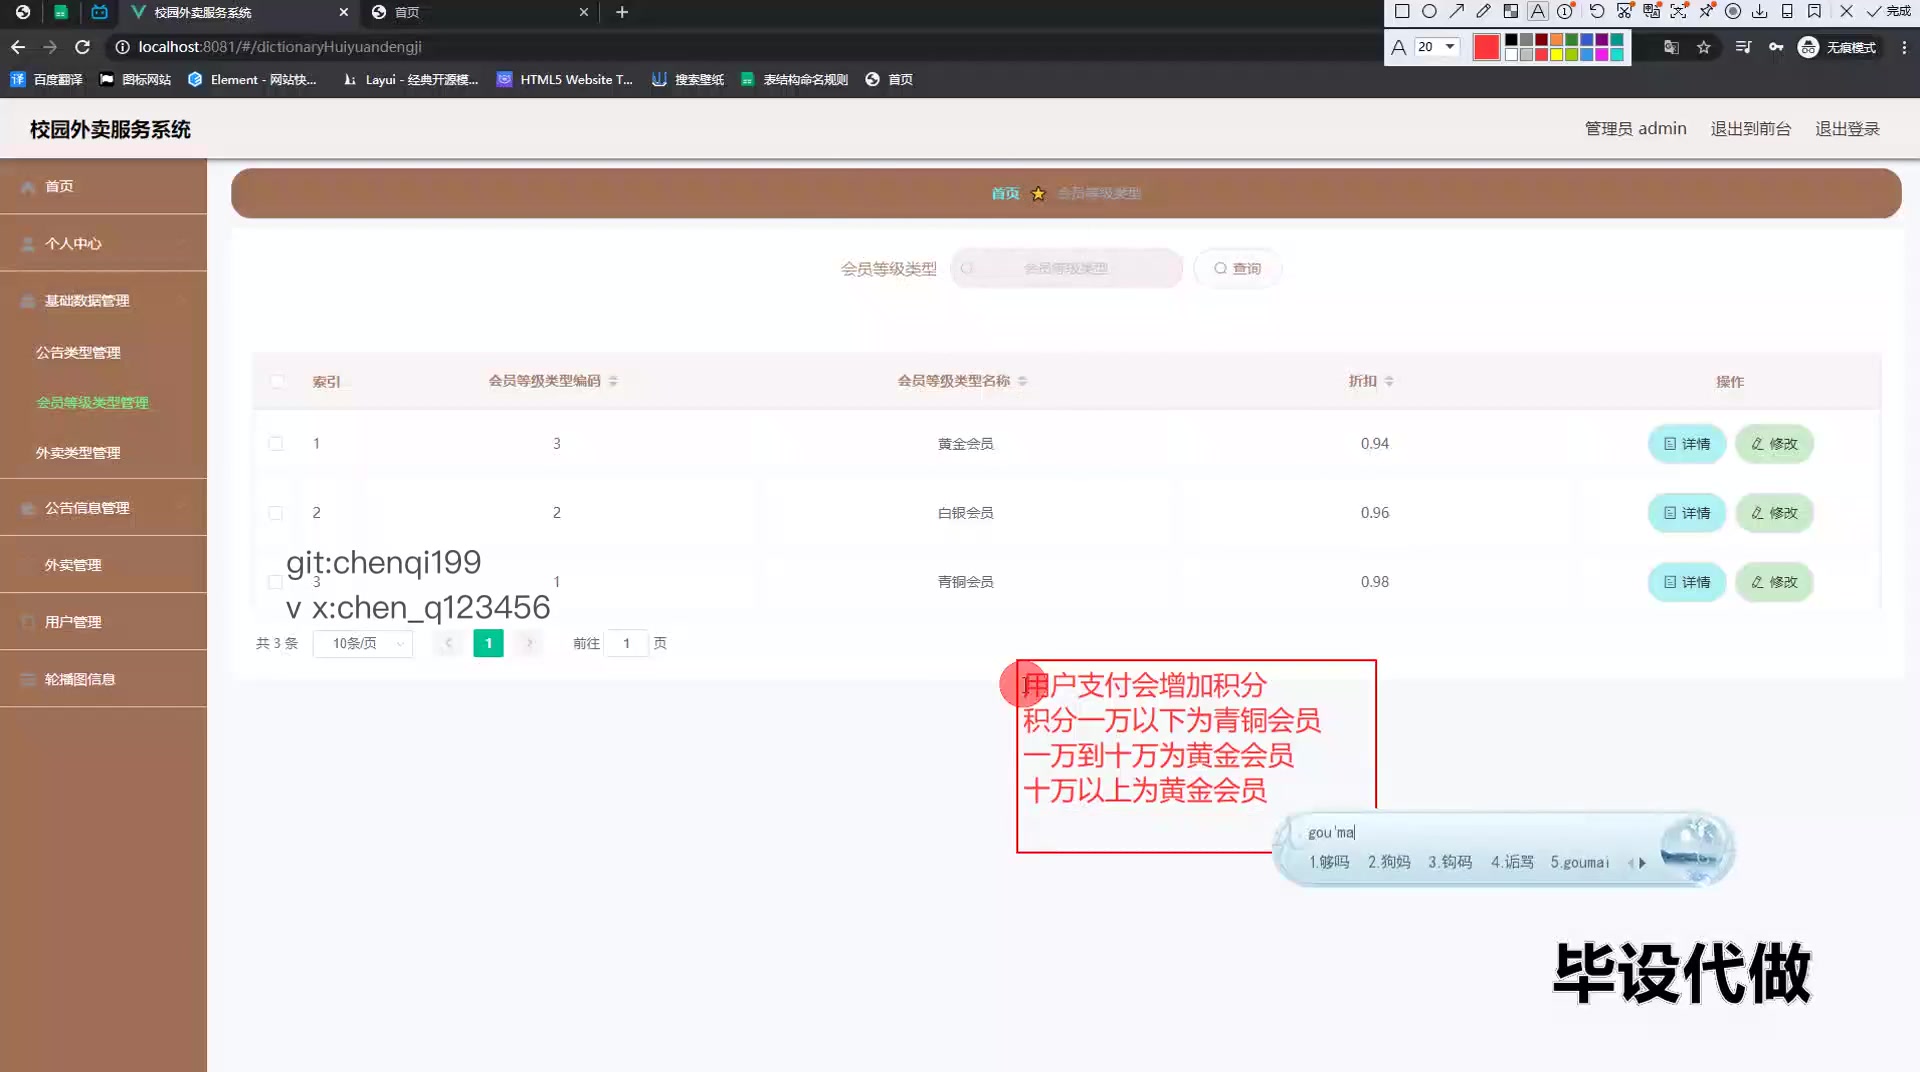 校园外卖服务系统
首页
localhost:8081/#/dictionaryHuiyuandengji
A 20
完成
无痕模式
百度翻译
图标网站
Element - 网站快...
Layui - 经典开源模...
HTML5 Website T...
搜索壁纸
表结构命名规则
首页
校园外卖服务系统
管理员 admin
退出到前台
退出登录
首页
个人中心
基础数据管理
公告类型管理
会员等级类型管理
外卖类型管理
公告信息管理
外卖管理
用户管理
轮播图信息
首页 会员等级类型
会员等级类型 会员等级类型 查询
索引 会员等级类型编码 会员等级类型名称 折扣 操作
1 3 黄金会员 0.94 详情 修改
2 2 白银会员 0.96 详情 修改
3 1 青铜会员 0.98 详情 修改
git:chenqi199
v x:chen_q123456
共 3 条 10条/页 1 前往 1 页
用户支付会增加积分
积分一万以下为青铜会员
一万到十万为黄金会员
十万以上为黄金会员
gou'ma
1.够吗 2.狗妈 3.钩码 4.诟骂 5.goumai
毕设代做